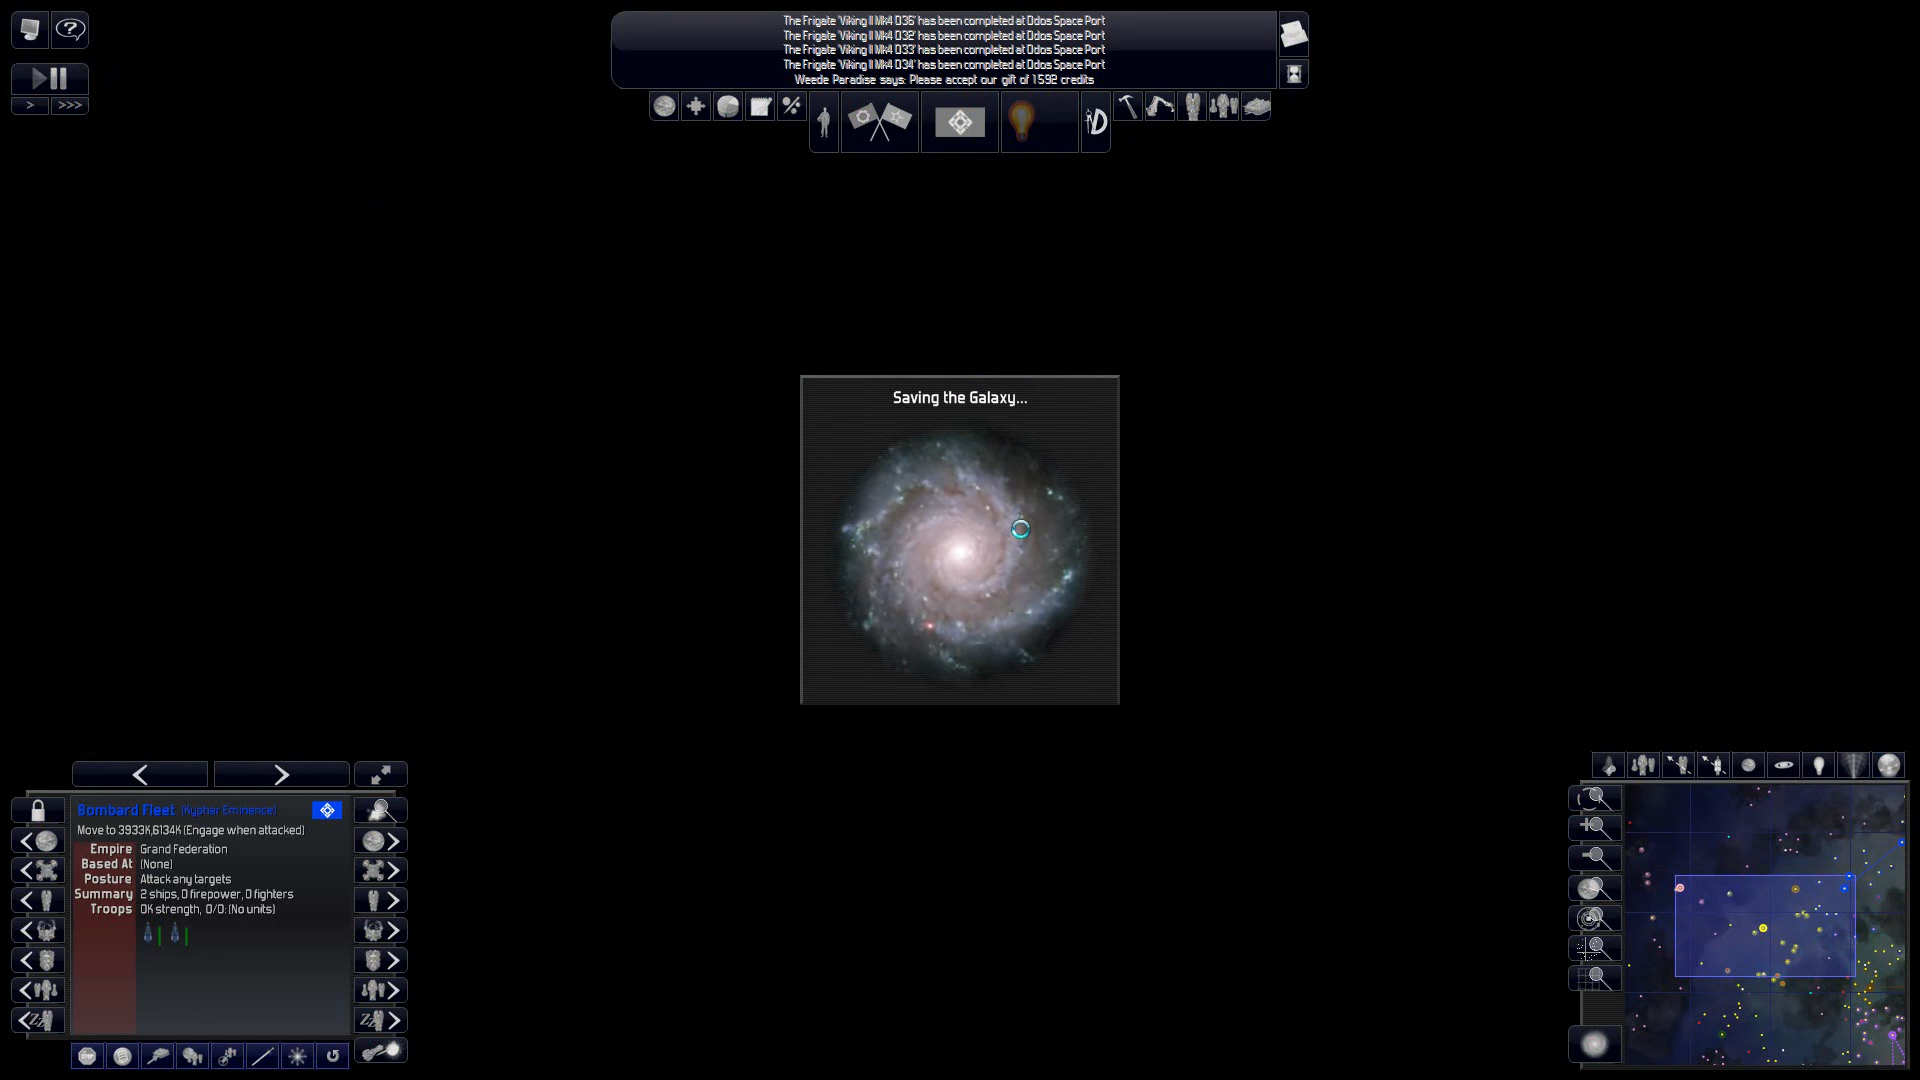 The Frigate 'Viking II Mk4 036' has been completed at Odos Space Port
The Frigate 'Viking II Mk4 032' has been completed at Odos Space Port
The Frigate 'Viking II Mk4 033' has been completed at Odos Space Port
The Frigate 'Viking II Mk4 034' has been completed at Odos Space Port
Weede Paradise says: Please accept our gift of 1592 credits
>
>>>
Saving the Galaxy...
Bombard Fleet (Kyphar Eminence)
Move to 3933K,6134K (Engage when attacked)
Empire Grand Federation
Based At (None)
Posture Attack any targets
Summary 2 ships, 0 firepower, 0 fighters
Troops 0K strength, 0/0: (No units)
STOP